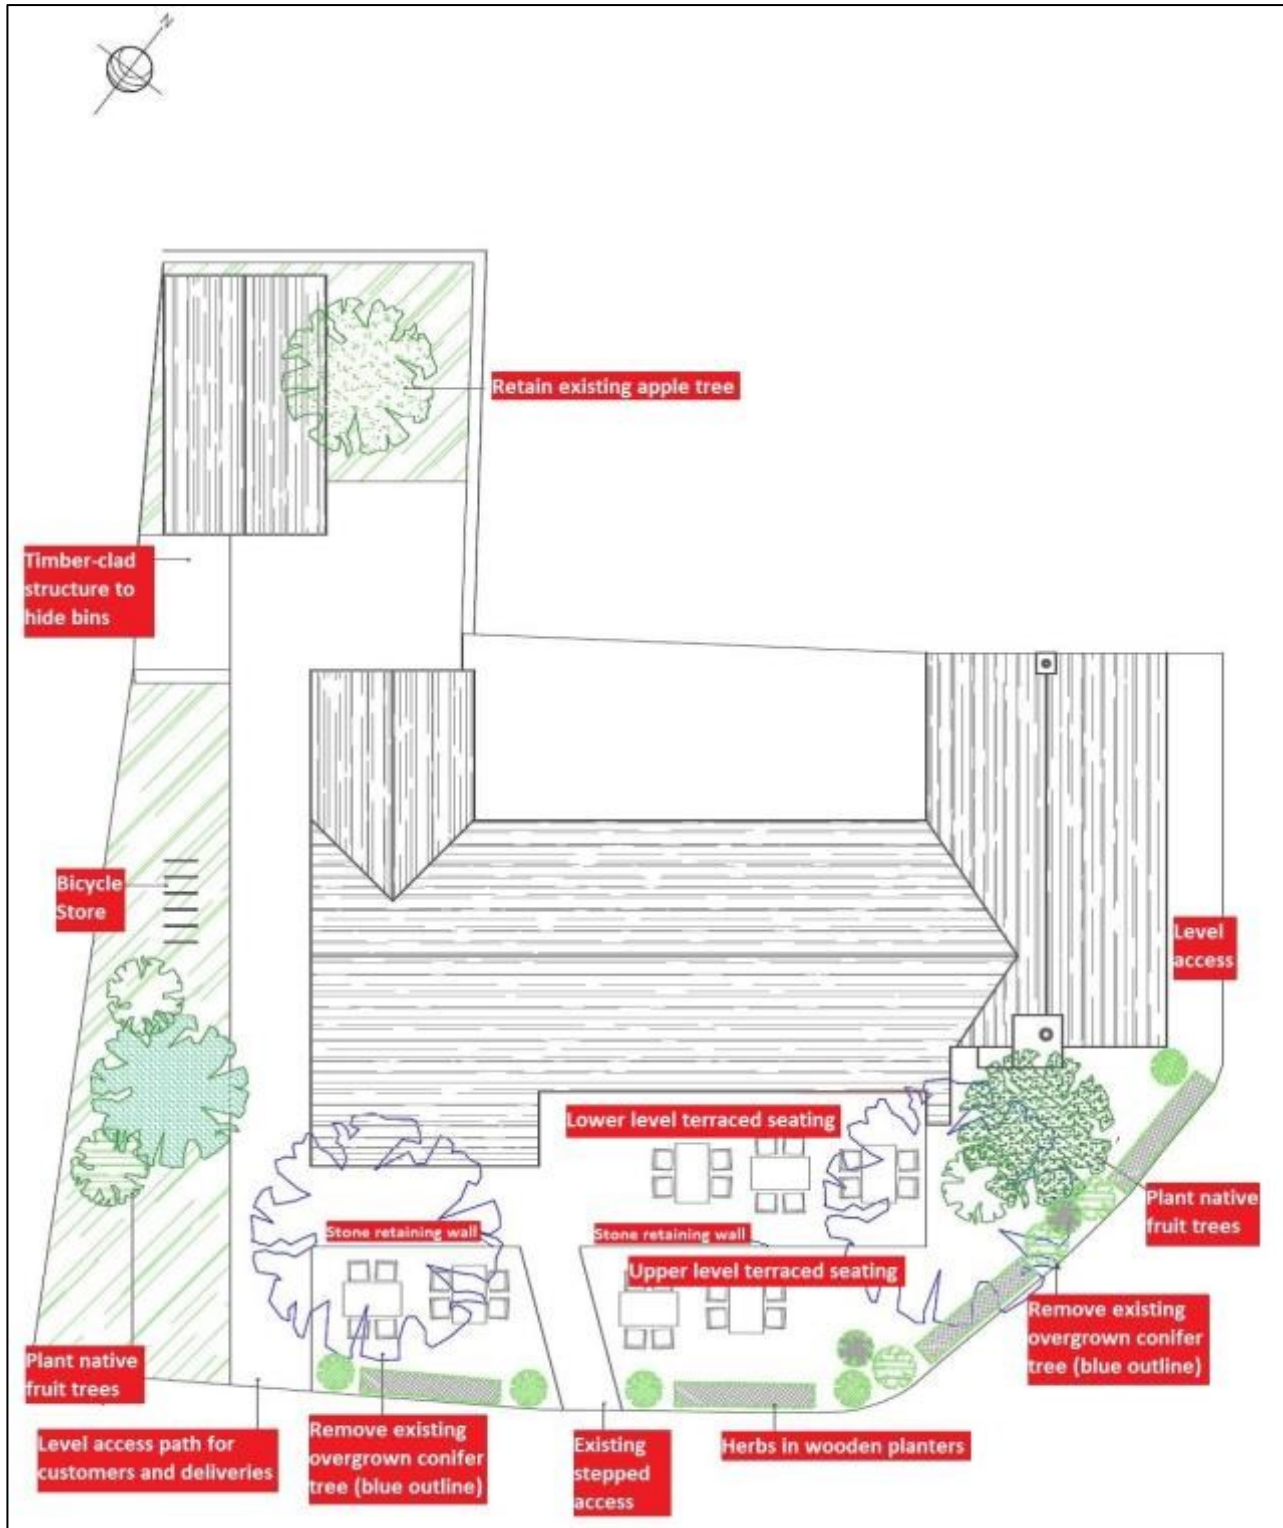 N
Retain existing apple tree
Timber-clad
structure to
hide bins
Bicycle
Store
Level
access
Lower level terraced seating
Plant native
fruit trees
Stone retaining wall
Stone retaining wall
Upper level terraced seating
Remove existing
overgrown conifer
tree (blue outline)
Plant native
fruit trees
Level access path for
customers and deliveries
Remove existing
overgrown conifer
tree (blue outline)
Existing
stepped
access
Herbs in wooden planters